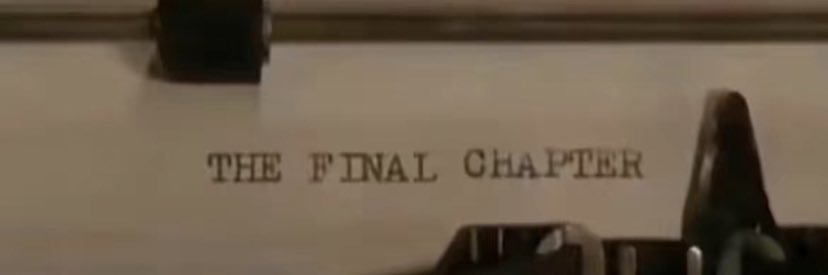 THE FINAL CHAPTER